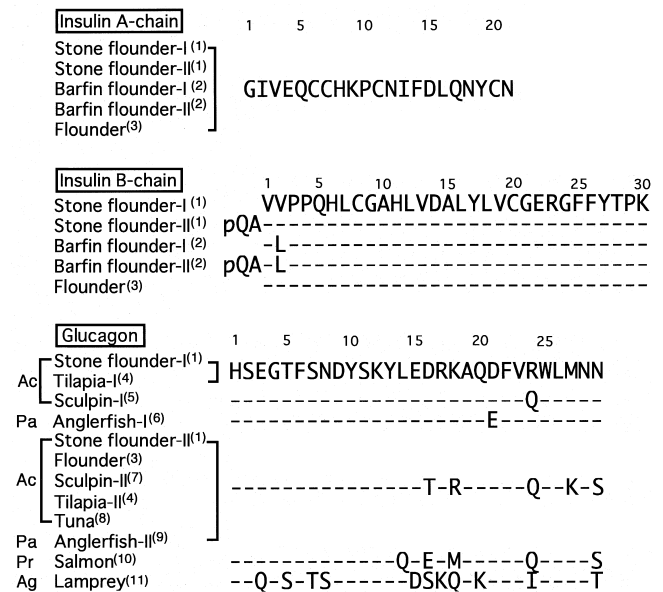 Insulin A-chain 1 5 10 15 20
Stone flounder-I (1)
Stone flounder-II(1)
Barfin flounder-I (2) GIVEQCCHKPCNIFDLQNYCN
Barfin flounder-II(2)
Flounder(3)
Insulin B-chain 1 5 10 15 20 25 30
Stone flounder-I (1) VVPPQHLCGAHLVDALYLVCGERGFFYTPK
Stone flounder-II(1) pQA------------------------------
Barfin flounder-I (2) -L----------------------------
Barfin flounder-II(2) pQA-L----------------------------
Flounder(3) ------------------------------
Glucagon 1 5 10 15 20 25
Stone flounder-I(1)
Ac Tilapia-I(4) HSEGTFSNDYSKYLEDRKAQDFVRWLMNN
Sculpin-I(5) -----------------------Q-----
Pa Anglerfish-I(6) --------------------E--------
Stone flounder-II(1)
Flounder(3)
Ac Sculpin-II(7) ---------------T-R-----Q--K-S
Tilapia-II(4)
Tuna(8)
Pa Anglerfish-II(9)
Pr Salmon(10) -------------Q-E-M-----Q----S
Ag Lamprey(11) --Q-S-TS------DSKQ-K---I----T